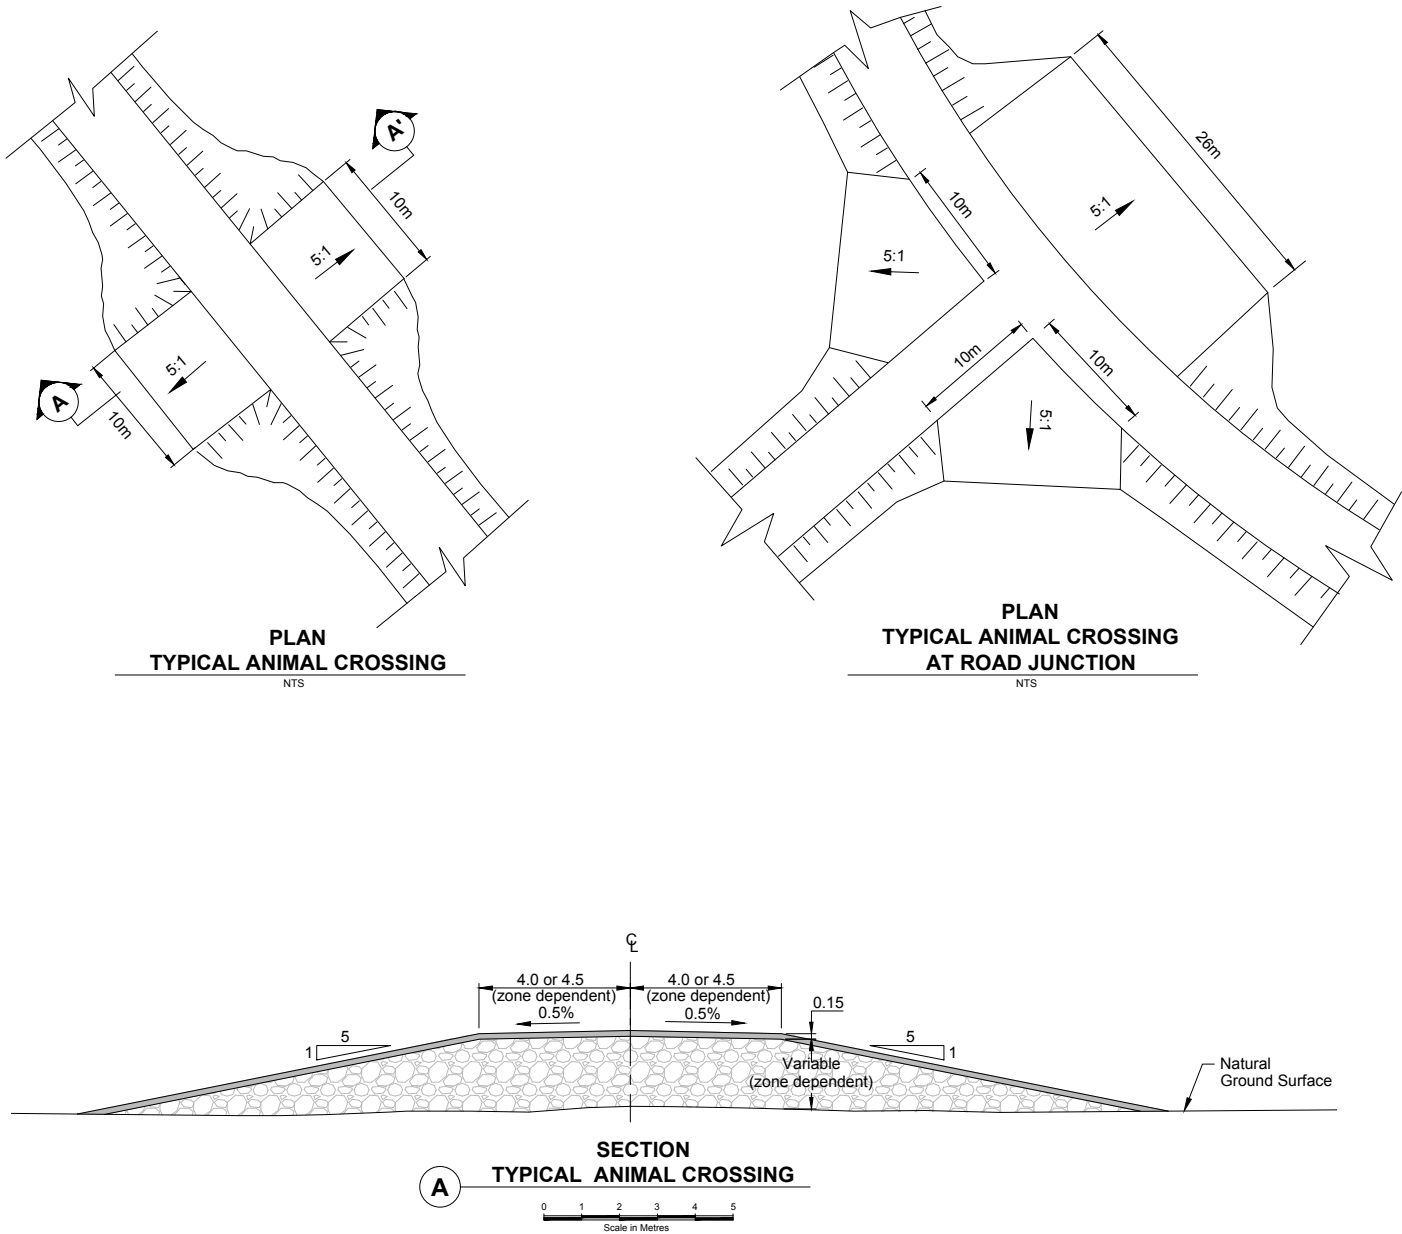 A'
10m
5:1
5:1
A
10m
PLAN
TYPICAL ANIMAL CROSSING
NTS
26m
10m
5:1
5:1
10m
10m
5:1
PLAN
TYPICAL ANIMAL CROSSING
AT ROAD JUNCTION
NTS
CL
4.0 or 4.5
(zone dependent)
0.5%
4.0 or 4.5
(zone dependent)
0.5%
0.15
5
1
5
1
Variable
(zone dependent)
Natural
Ground Surface
SECTION
A
TYPICAL ANIMAL CROSSING
0 1 2 3 4 5
Scale in Metres